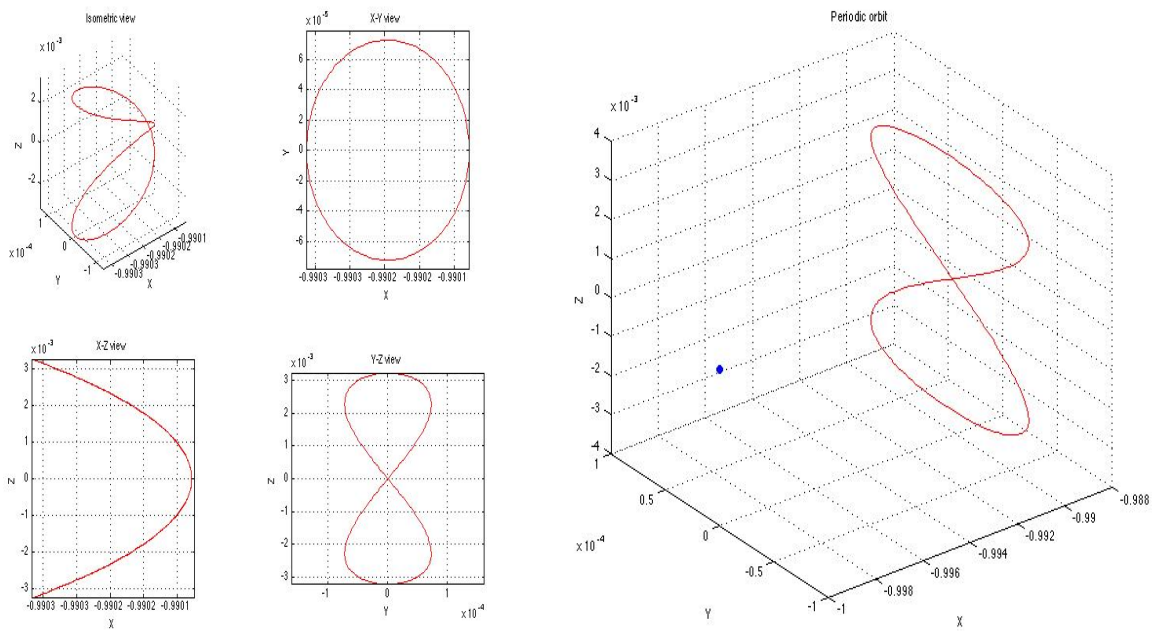 Isometric view
x 10⁻³
2
0
-2
Z
1
0
-1
x 10⁻⁴
Y
-0.9903
-0.9903
-0.9902
-0.9902
-0.9901
X
X-Y view
x 10⁻⁵
6
4
2
0
-2
-4
-6
Y
-0.9903 -0.9903 -0.9902 -0.9902 -0.9901
X
X-Z view
x 10⁻³
3
2
1
0
-1
-2
-3
Z
-0.9903 -0.9903 -0.9902 -0.9902 -0.9901
X
Y-Z view
x 10⁻³
3
2
1
0
-1
-2
-3
Z
-1 0 1
Y
x 10⁻⁴
Periodic orbit
x 10⁻³
4
3
2
1
0
-1
-2
-3
-4
Z
1
0.5
0
-0.5
-1
x 10⁻⁴
Y
-1
-0.998
-0.996
-0.994
-0.992
-0.99
-0.988
X